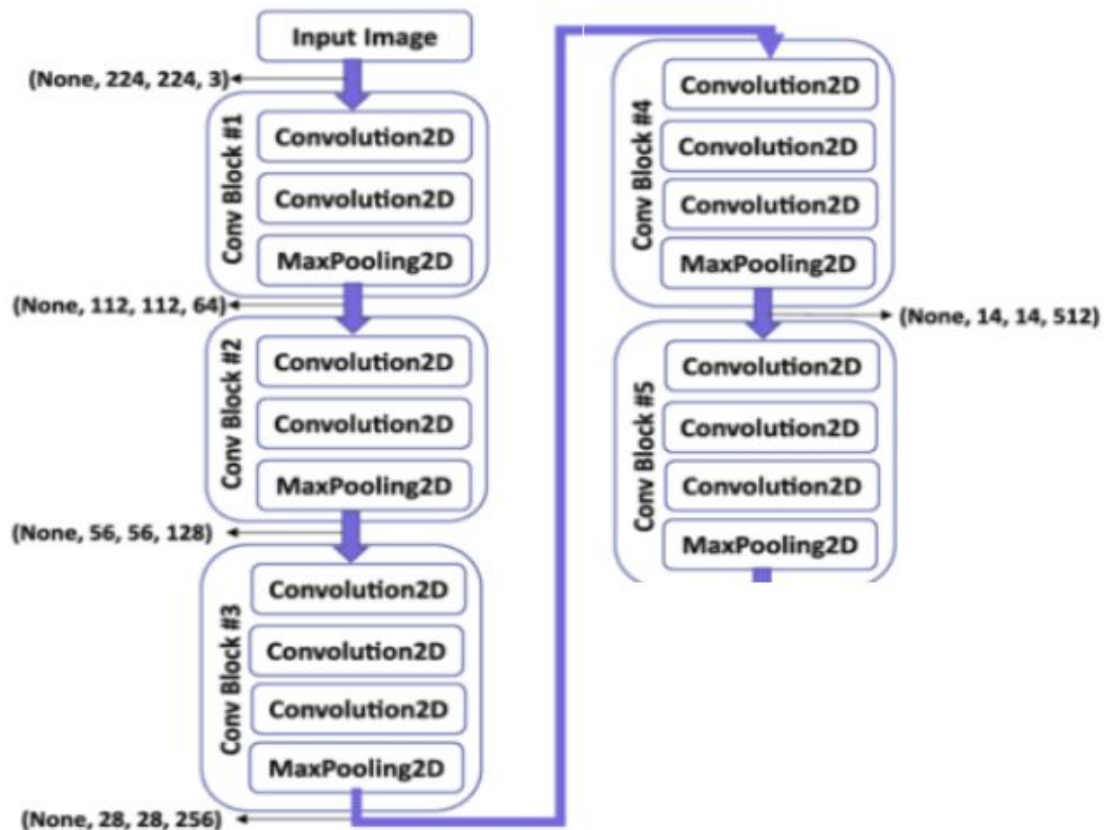 Input Image
(None, 224, 224, 3)
Conv Block #1
Convolution2D
Convolution2D
MaxPooling2D
(None, 112, 112, 64)
Conv Block #2
Convolution2D
Convolution2D
MaxPooling2D
(None, 56, 56, 128)
Conv Block #3
Convolution2D
Convolution2D
Convolution2D
MaxPooling2D
(None, 28, 28, 256)
Conv Block #4
Convolution2D
Convolution2D
Convolution2D
MaxPooling2D
(None, 14, 14, 512)
Conv Block #5
Convolution2D
Convolution2D
Convolution2D
MaxPooling2D